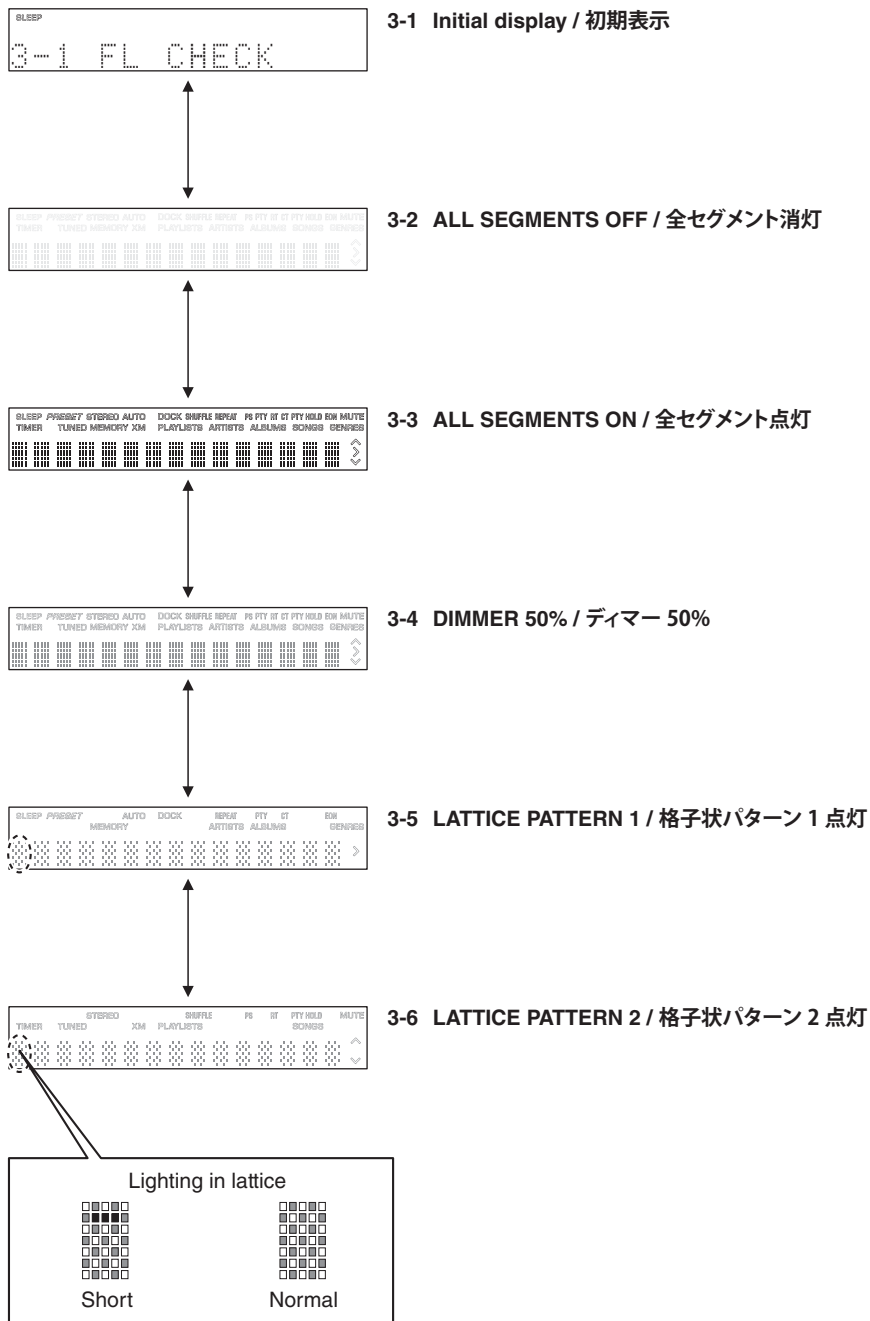 SLEEP
3-1 FL CHECK
3-1 Initial display / 初期表示
SLEEP PRESET STEREO AUTO DOCK SHUFFLE REPEAT PS PTY RT CT PTY HOLD EON MUTE
TIMER TUNED MEMORY XM PLAYLISTS ARTISTS ALBUMS SONGS GENRES
3-2 ALL SEGMENTS OFF / 全セグメント消灯
SLEEP PRESET STEREO AUTO DOCK SHUFFLE REPEAT PS PTY RT CT PTY HOLD EON MUTE
TIMER TUNED MEMORY XM PLAYLISTS ARTISTS ALBUMS SONGS GENRES
3-3 ALL SEGMENTS ON / 全セグメント点灯
SLEEP PRESET STEREO AUTO DOCK SHUFFLE REPEAT PS PTY RT CT PTY HOLD EON MUTE
TIMER TUNED MEMORY XM PLAYLISTS ARTISTS ALBUMS SONGS GENRES
3-4 DIMMER 50% / ディマー 50%
SLEEP PRESET AUTO DOCK REPEAT PTY CT EON
MEMORY ARTISTS ALBUMS GENRES
3-5 LATTICE PATTERN 1 / 格子状パターン 1 点灯
STEREO SHUFFLE PS RT PTY HOLD MUTE
TIMER TUNED XM PLAYLISTS SONGS
3-6 LATTICE PATTERN 2 / 格子状パターン 2 点灯
Lighting in lattice
Short Normal